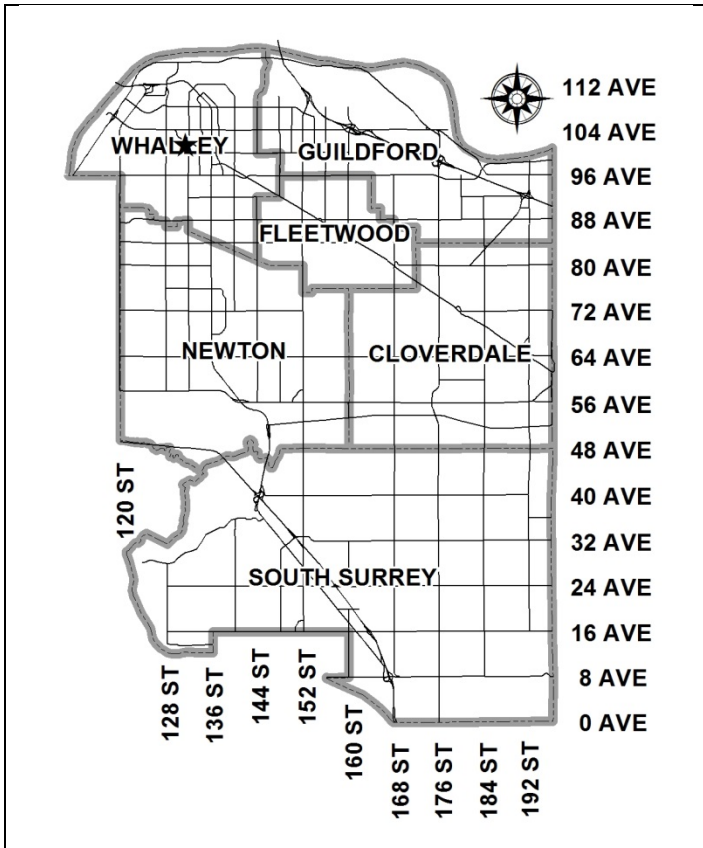 112 AVE
104 AVE
WHALLEY
GUILDFORD
96 AVE
88 AVE
FLEETWOOD
80 AVE
72 AVE
NEWTON
CLOVERDALE
64 AVE
56 AVE
48 AVE
120 ST
40 AVE
32 AVE
SOUTH SURREY
24 AVE
16 AVE
128 ST
136 ST
144 ST
152 ST
160 ST
8 AVE
0 AVE
168 ST
176 ST
184 ST
192 ST